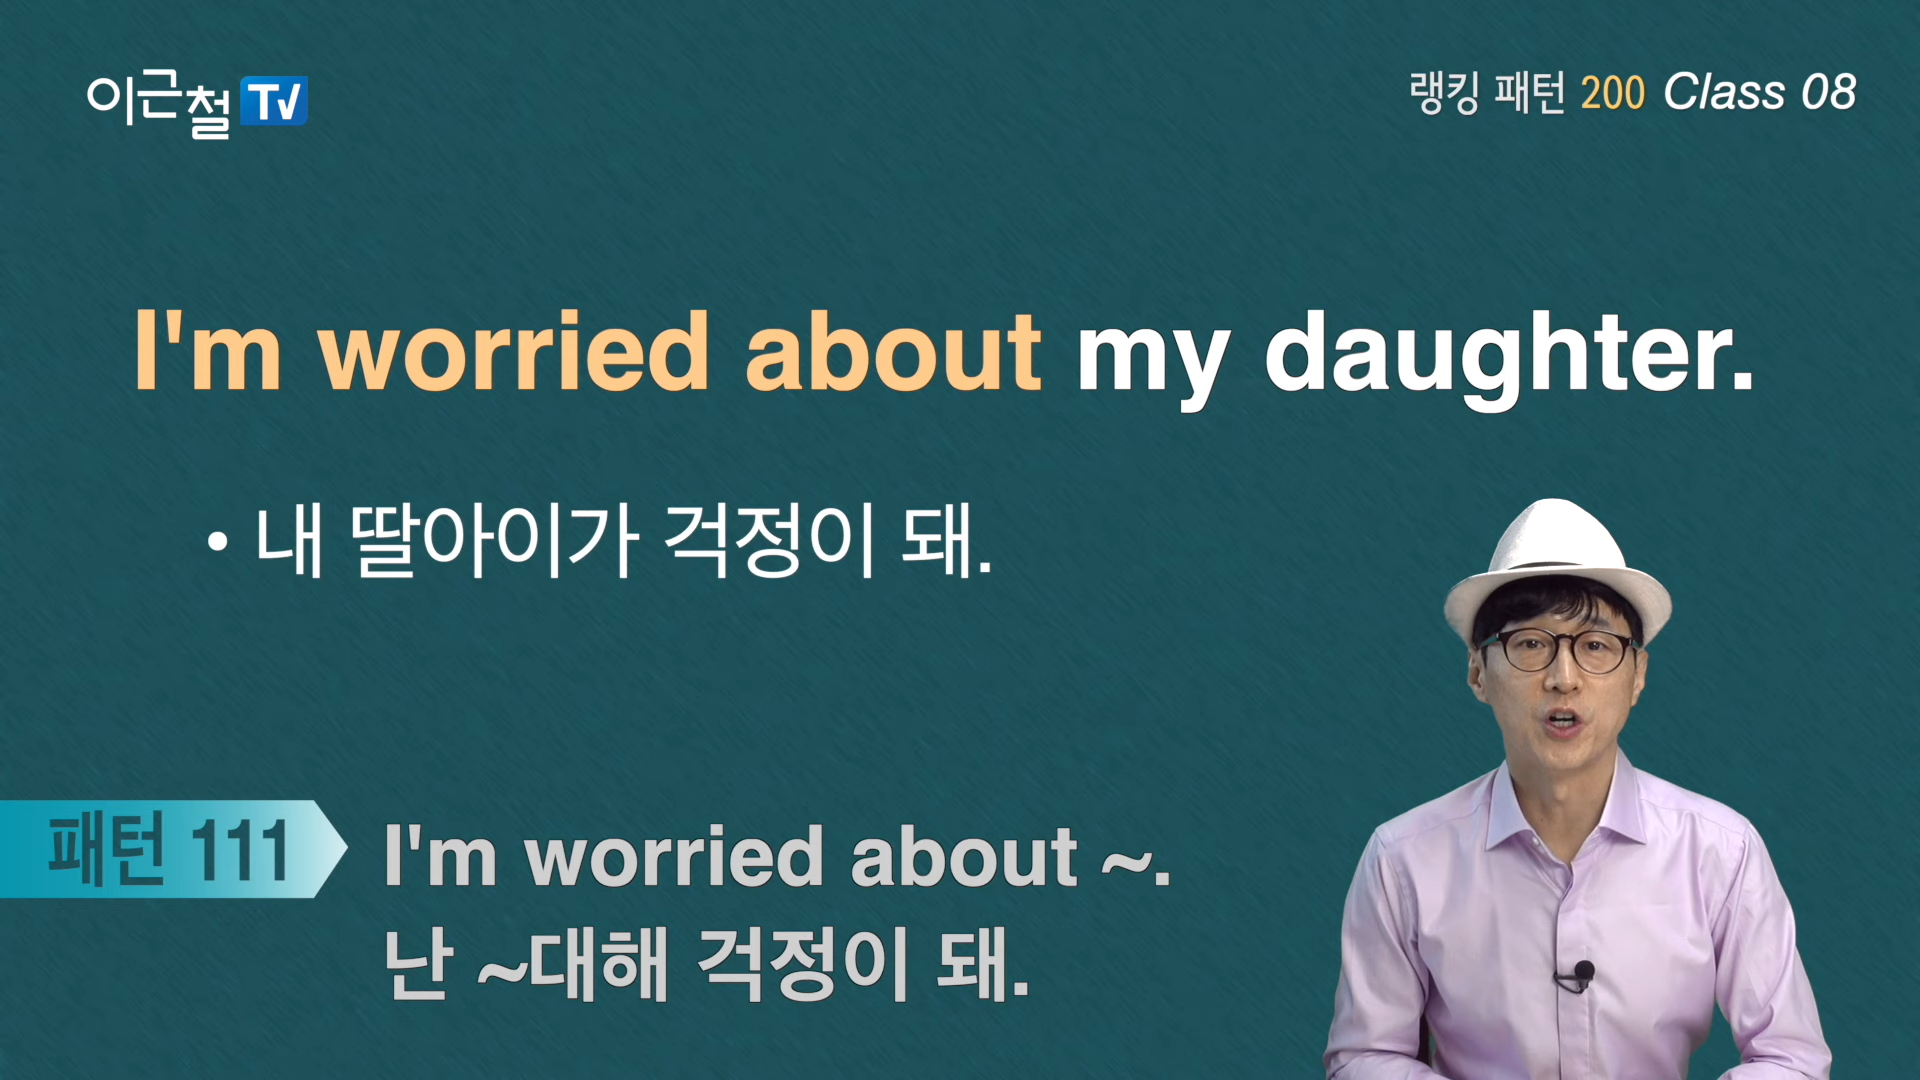 이근철 TV
랭킹 패턴 200 Class 08
I'm worried about my daughter.
• 내 딸아이가 걱정이 돼.
패턴 111
I'm worried about ~.
난 ~대해 걱정이 돼.